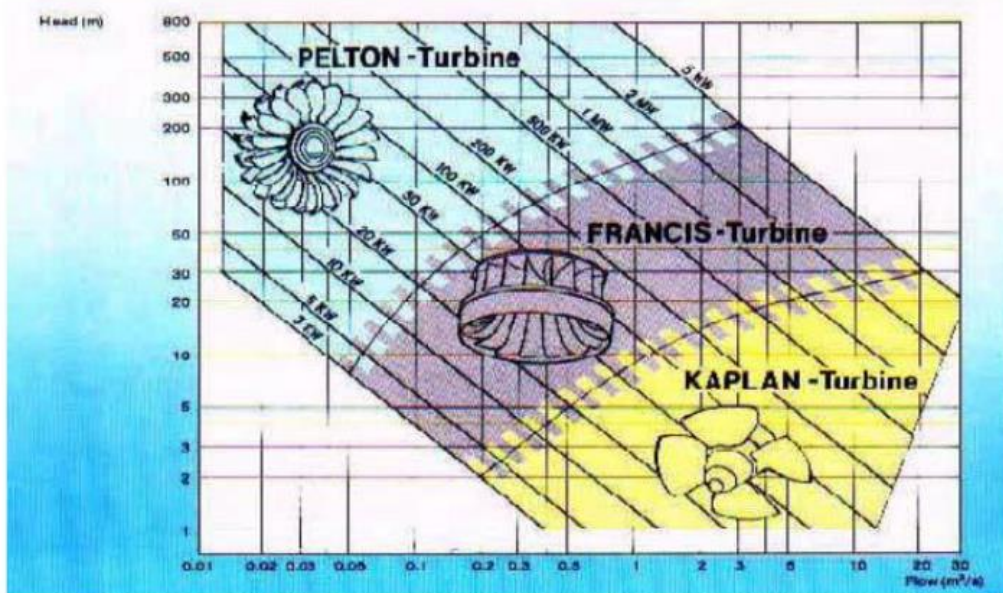 Head (m)
800
500
300
200
100
50
30
20
10
5
3
2
1
PELTON - Turbine
5 KW
2 MW
1 MW
500 KW
200 KW
100 KW
50 KW
20 KW
10 KW
5 KW
2 KW
FRANCIS - Turbine
KAPLAN - Turbine
0.01 0.02 0.03 0.05 0.1 0.2 0.3 0.5 1 2 3 5 10 20 30
Flow (m³/s)